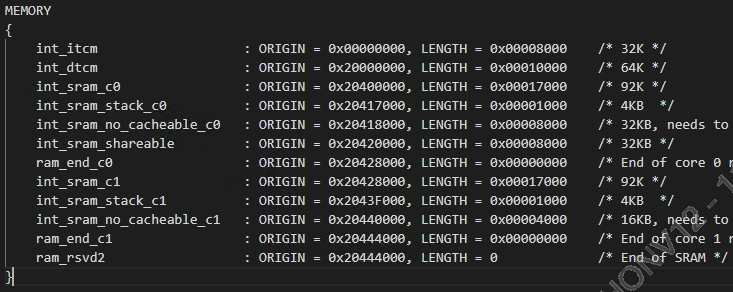 MEMORY
{
int_itcm : ORIGIN = 0x00000000, LENGTH = 0x00008000 /* 32K */
int_dtcm : ORIGIN = 0x20000000, LENGTH = 0x00010000 /* 64K */
int_sram_c0 : ORIGIN = 0x20400000, LENGTH = 0x00017000 /* 92K */
int_sram_stack_c0 : ORIGIN = 0x20417000, LENGTH = 0x00001000 /* 4KB */
int_sram_no_cacheable_c0 : ORIGIN = 0x20418000, LENGTH = 0x00008000 /* 32KB, needs to
int_sram_shareable : ORIGIN = 0x20420000, LENGTH = 0x00008000 /* 32KB */
ram_end_c0 : ORIGIN = 0x20428000, LENGTH = 0x00000000 /* End of core 0 r
int_sram_c1 : ORIGIN = 0x20428000, LENGTH = 0x00017000 /* 92K */
int_sram_stack_c1 : ORIGIN = 0x2043F000, LENGTH = 0x00001000 /* 4KB */
int_sram_no_cacheable_c1 : ORIGIN = 0x20440000, LENGTH = 0x00004000 /* 16KB, needs to
ram_end_c1 : ORIGIN = 0x20444000, LENGTH = 0x00000000 /* End of core 1 r
ram_rsvd2 : ORIGIN = 0x20444000, LENGTH = 0 /* End of SRAM */
}